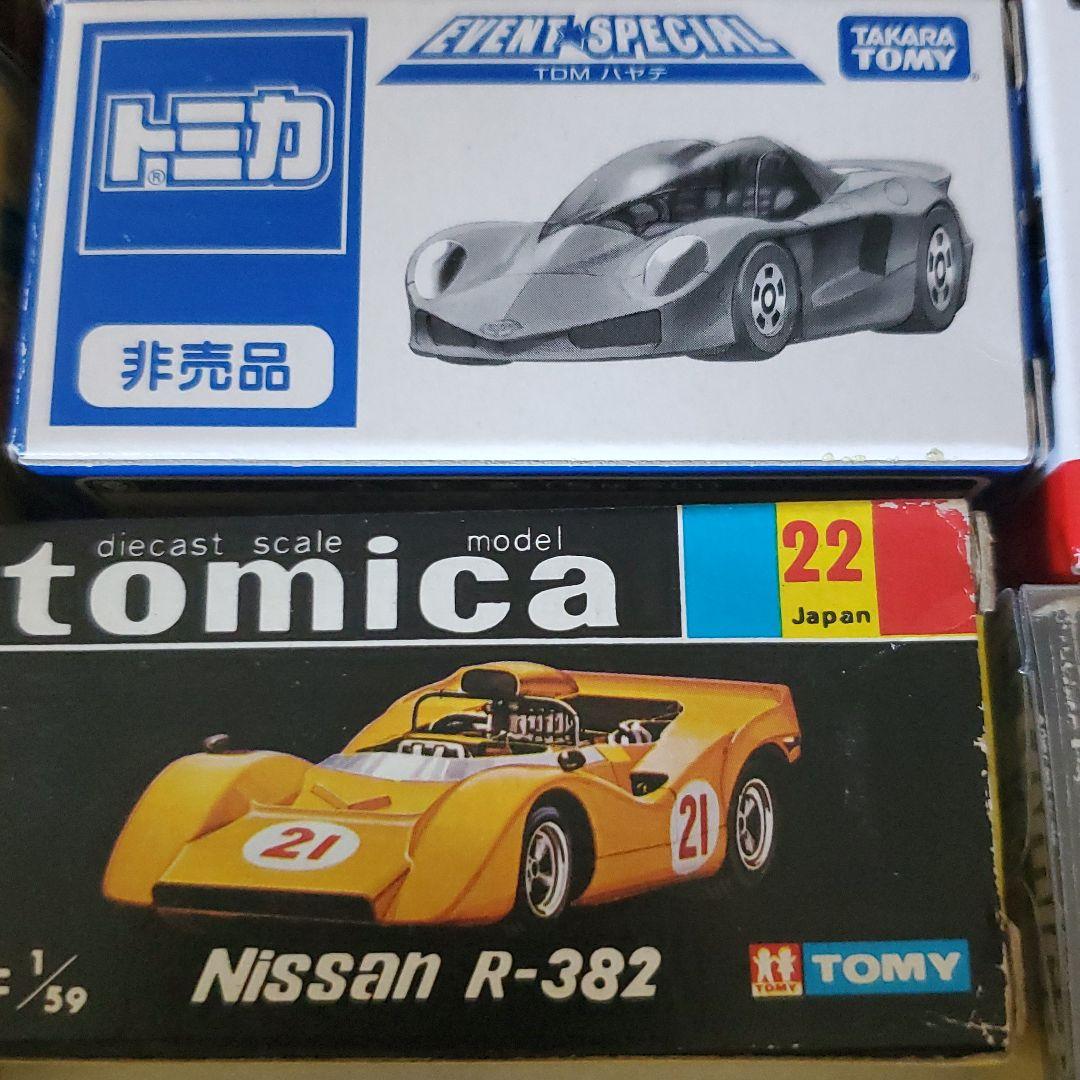 EVENT★SPECIAL
TDM ハヤテ
TAKARA
TOMY
トミカ
非売品
diecast scale model
tomica
22
Japan
21
21
1/59
Nissan R-382
TOMY
TOMY